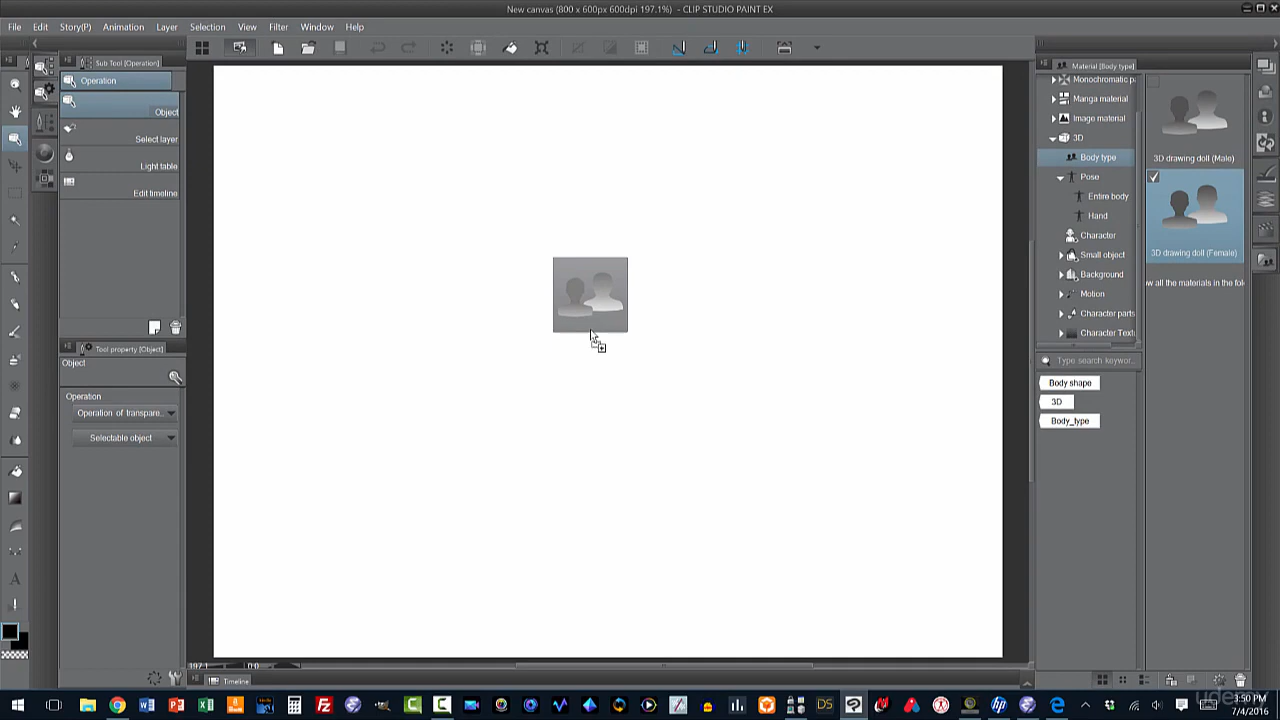 New canvas (800 x 600px 600dpi 197.1%) - CLIP STUDIO PAINT EX
File Edit Story(P) Animation Layer Selection View Filter Window Help
Sub Tool [Operation]
Operation
Object
Select layer
Light table
Edit timeline
Tool property [Object]
Object
Operation
Operation of transpare..
Selectable object
Timeline
Material [Body type]
Monochromatic pa
Manga material
Image material
3D
Body type
Pose
Entire body
Hand
Character
Small object
Background
Motion
Character parts
Character Text
Type search keywor..
Body shape
3D
Body_type
3D drawing doll (Male)
3D drawing doll (Female)
ow all the materials in the fol
udemy
3:50 PM
7/4/2016